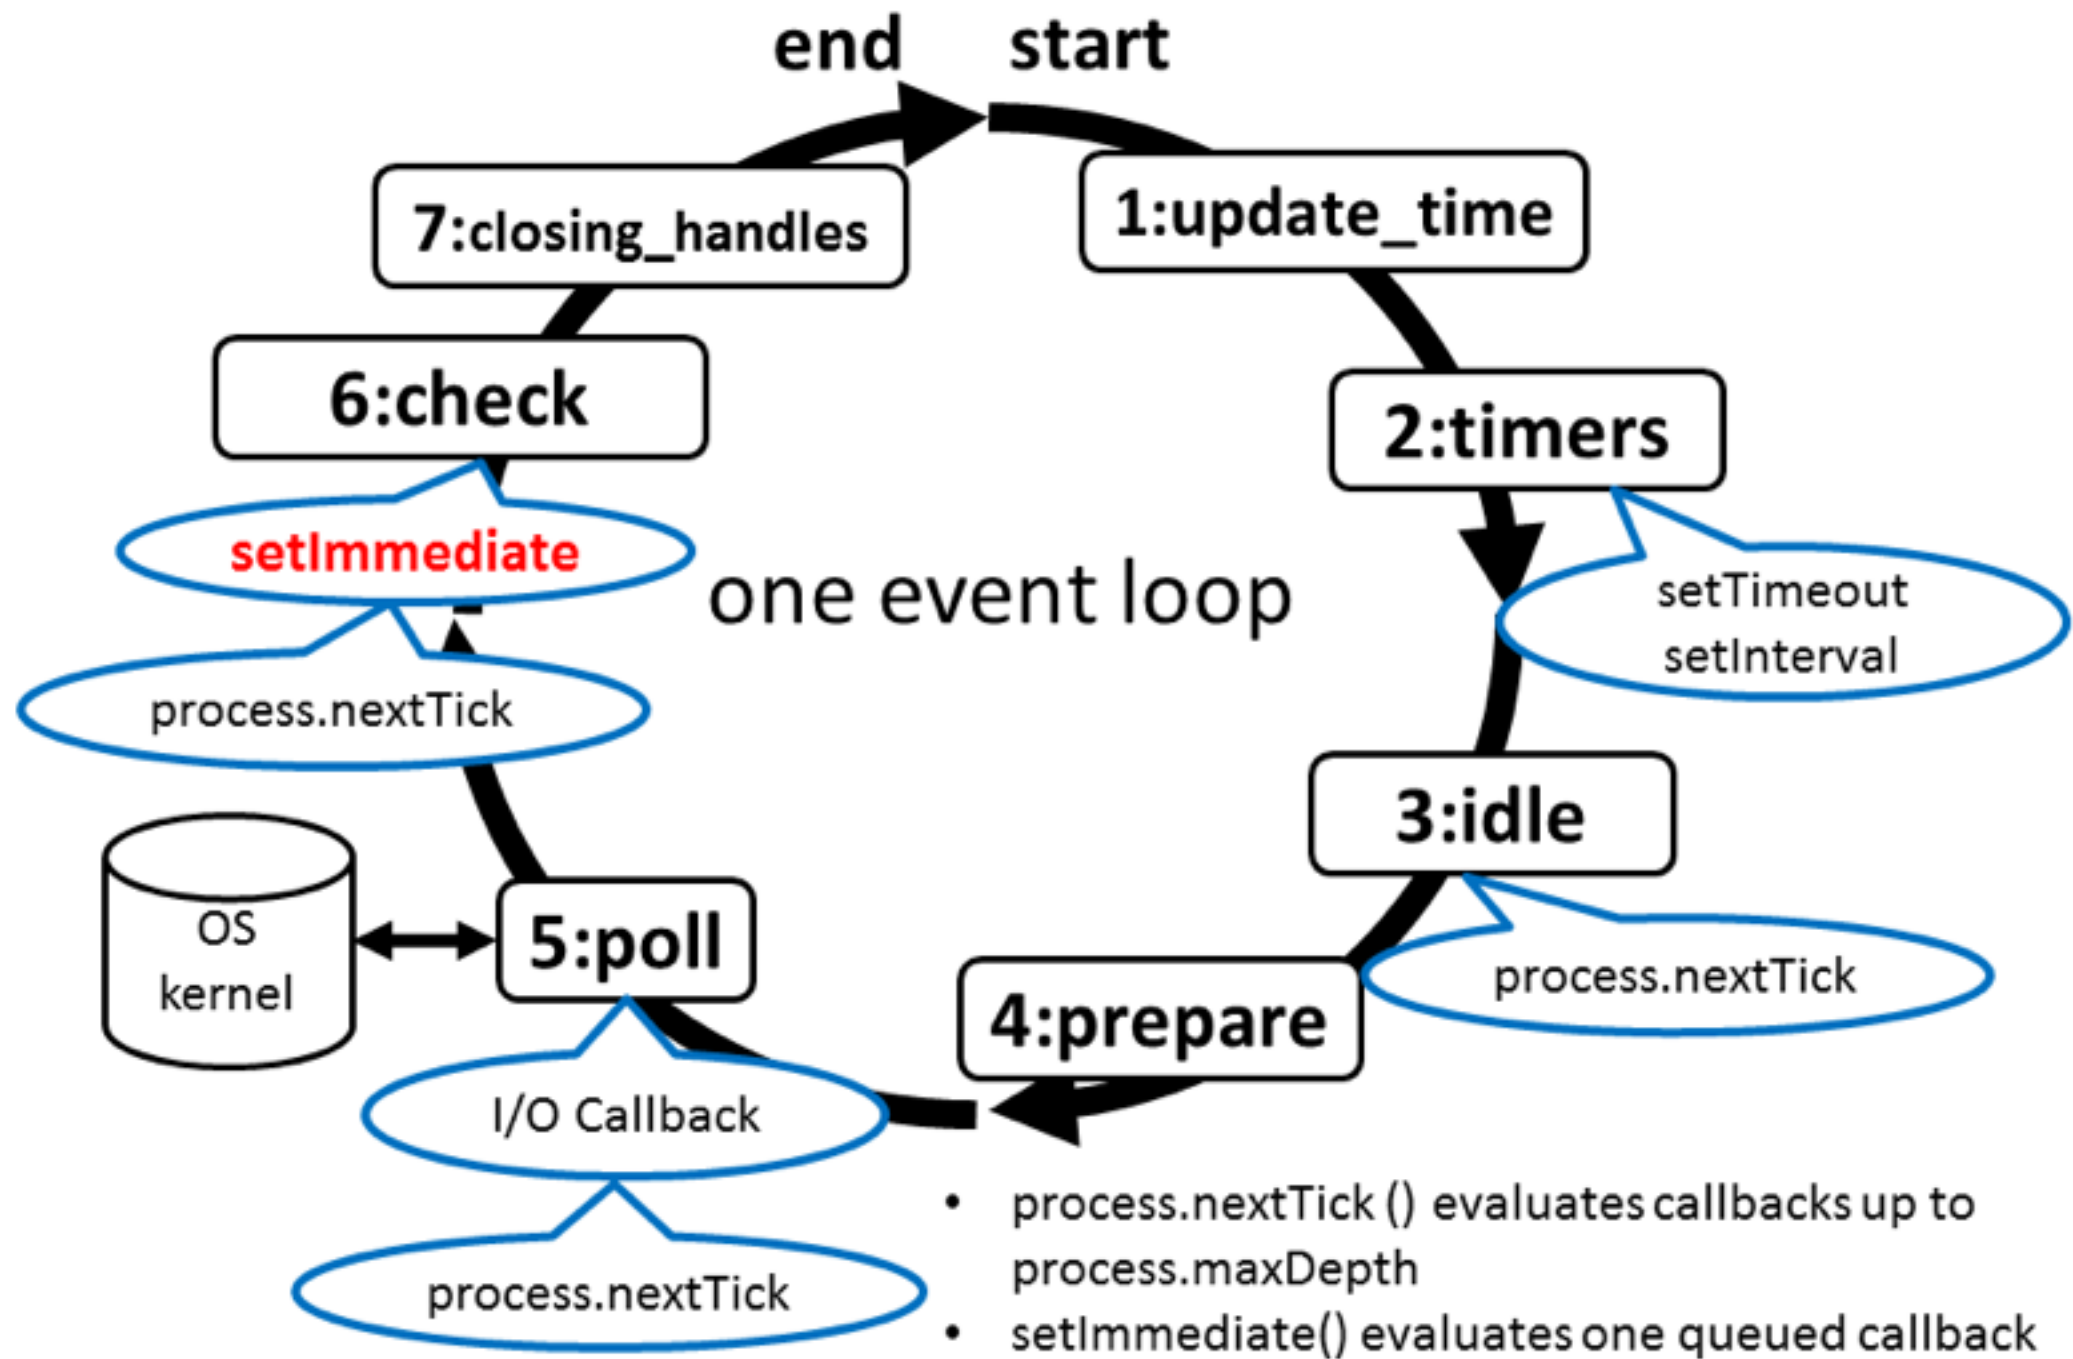 end start
7:closing_handles
1:update_time
6:check
2:timers
setImmediate
one event loop
setTimeout
setInterval
process.nextTick
3:idle
OS
kernel
5:poll
4:prepare
process.nextTick
I/O Callback
process.nextTick
• process.nextTick () evaluates callbacks up to
process.maxDepth
• setImmediate() evaluates one queued callback